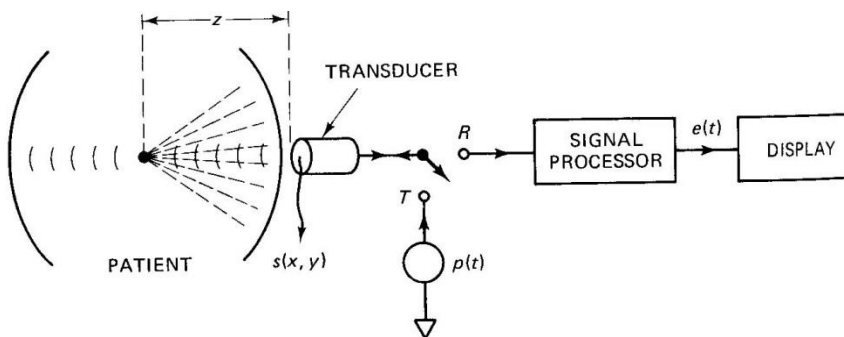 z
TRANSDUCER
R
SIGNAL
PROCESSOR
e(t)
DISPLAY
T
s(x, y)
p(t)
PATIENT